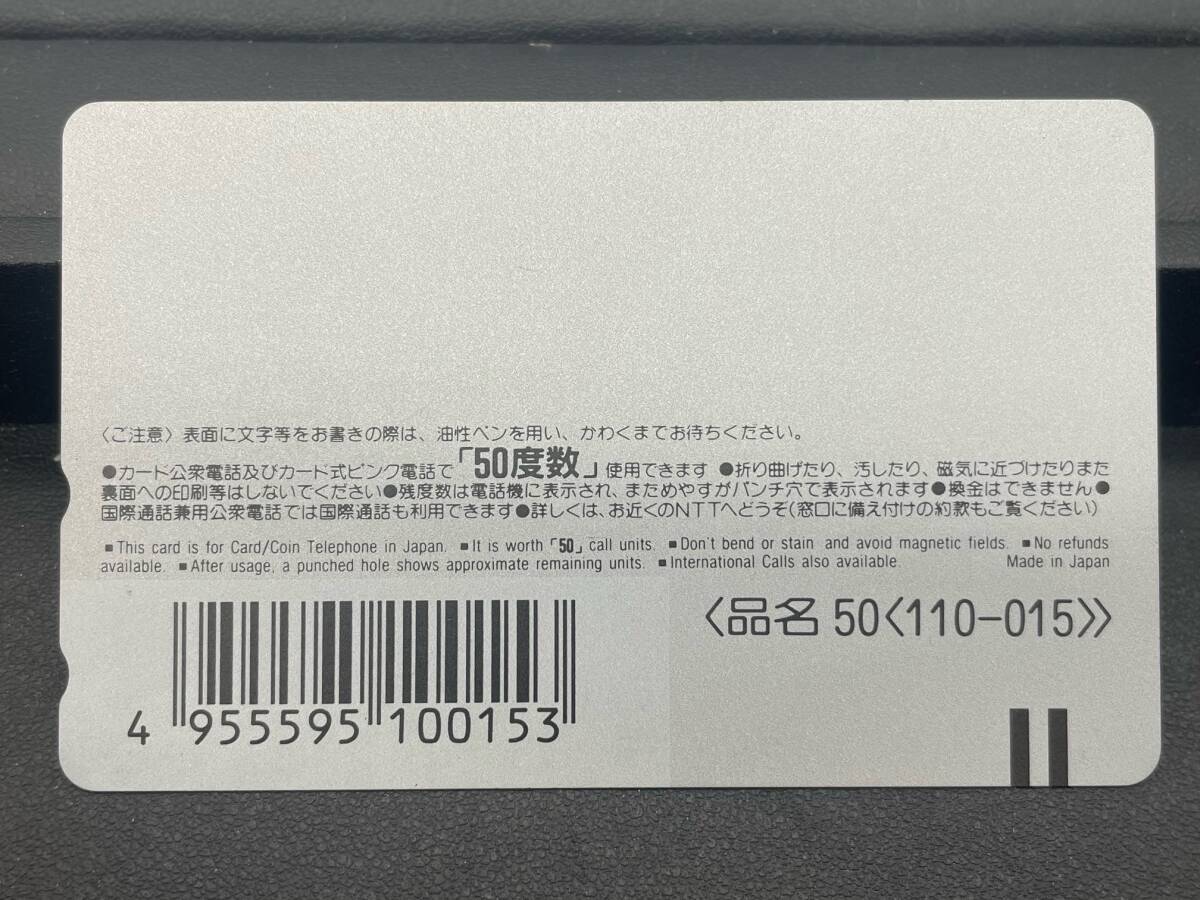 〈ご注意〉表面に文字等をお書きの際は、油性ペンを用い、かわくまでお待ちください。
●カード公衆電話及びカード式ピンク電話で「50度数」使用できます ●折り曲げたり、汚したり、磁気に近づけたりまた
裏面への印刷等はしないでください●残度数は電話機に表示され、まためやすがパンチ穴で表示されます●換金はできません●
国際通話兼用公衆電話では国際通話も利用できます●詳しくは、お近くのNTTへどうぞ(窓口に備え付けの約款もご覧ください)
■This card is for Card/Coin Telephone in Japan. ■It is worth「50」call units. ■Don't bend or stain and avoid magnetic fields. ■No refunds
available. ■After usage, a punched hole shows approximate remaining units. ■International Calls also available. Made in Japan
〈品名 50〈110-015〉〉
4 955595 100153